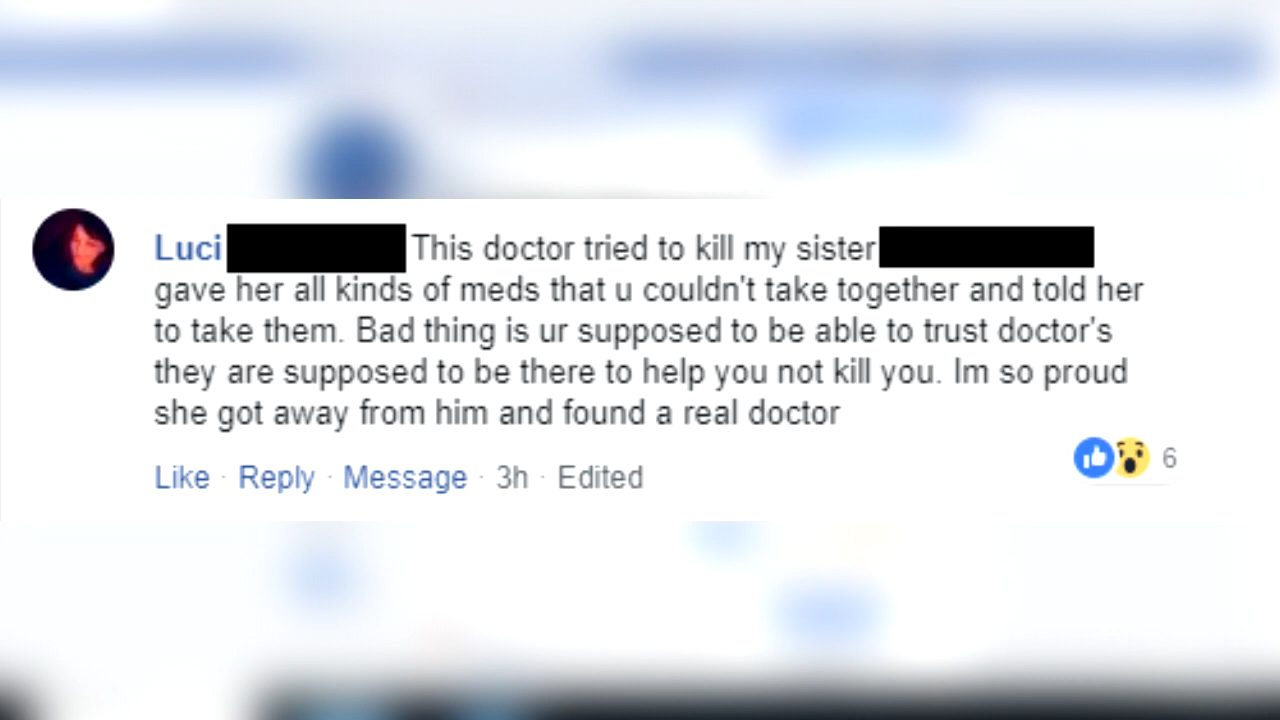 Luci This doctor tried to kill my sister
gave her all kinds of meds that u couldn't take together and told her
to take them. Bad thing is ur supposed to be able to trust doctor's
they are supposed to be there to help you not kill you. Im so proud
she got away from him and found a real doctor
Like · Reply · Message · 3h · Edited
6